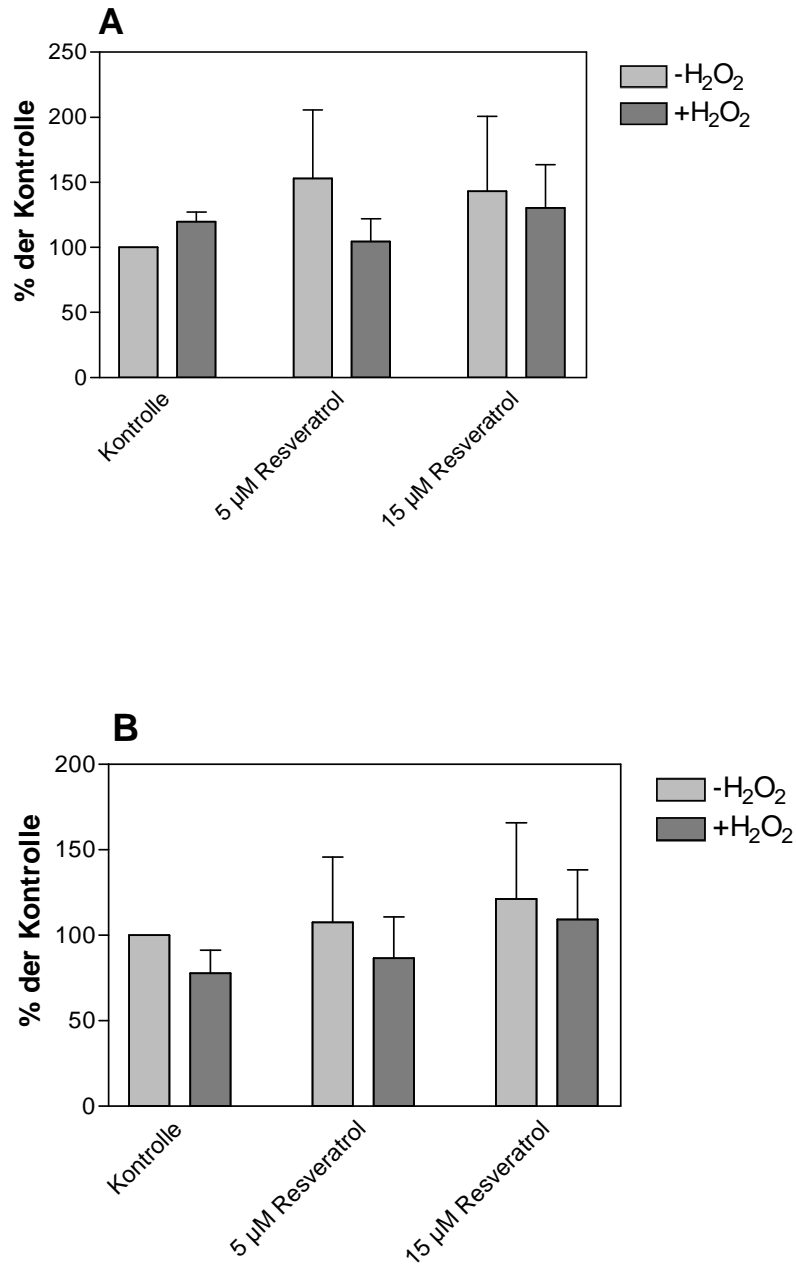 A
250
200
150
100
50
0
% der Kontrolle
-H₂O₂
+H₂O₂
Kontrolle
5 µM Resveratrol
15 µM Resveratrol
B
200
150
100
50
0
% der Kontrolle
-H₂O₂
+H₂O₂
Kontrolle
5 µM Resveratrol
15 µM Resveratrol